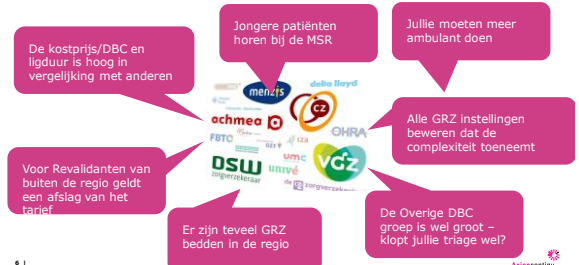 Jongere patiënten
horen bij de MSR
Jullie moeten meer
ambulant doen
De kostprijs/DBC en
ligduur is hoog in
vergelijking met anderen
delta lloyd
menzis
CZ
achmea
OHRA
FBTO
iza
umc
DSW
zorgverzekeraar
univé
VGZ
zorgverzekeraar
Alle GRZ instellingen
beweren dat de
complexiteit toeneemt
Voor Revalidanten van
buiten de regio geldt
een afslag van het
tarief
Er zijn teveel GRZ
bedden in de regio
De Overige DBC
groep is wel groot –
klopt jullie triage wel?
6 |